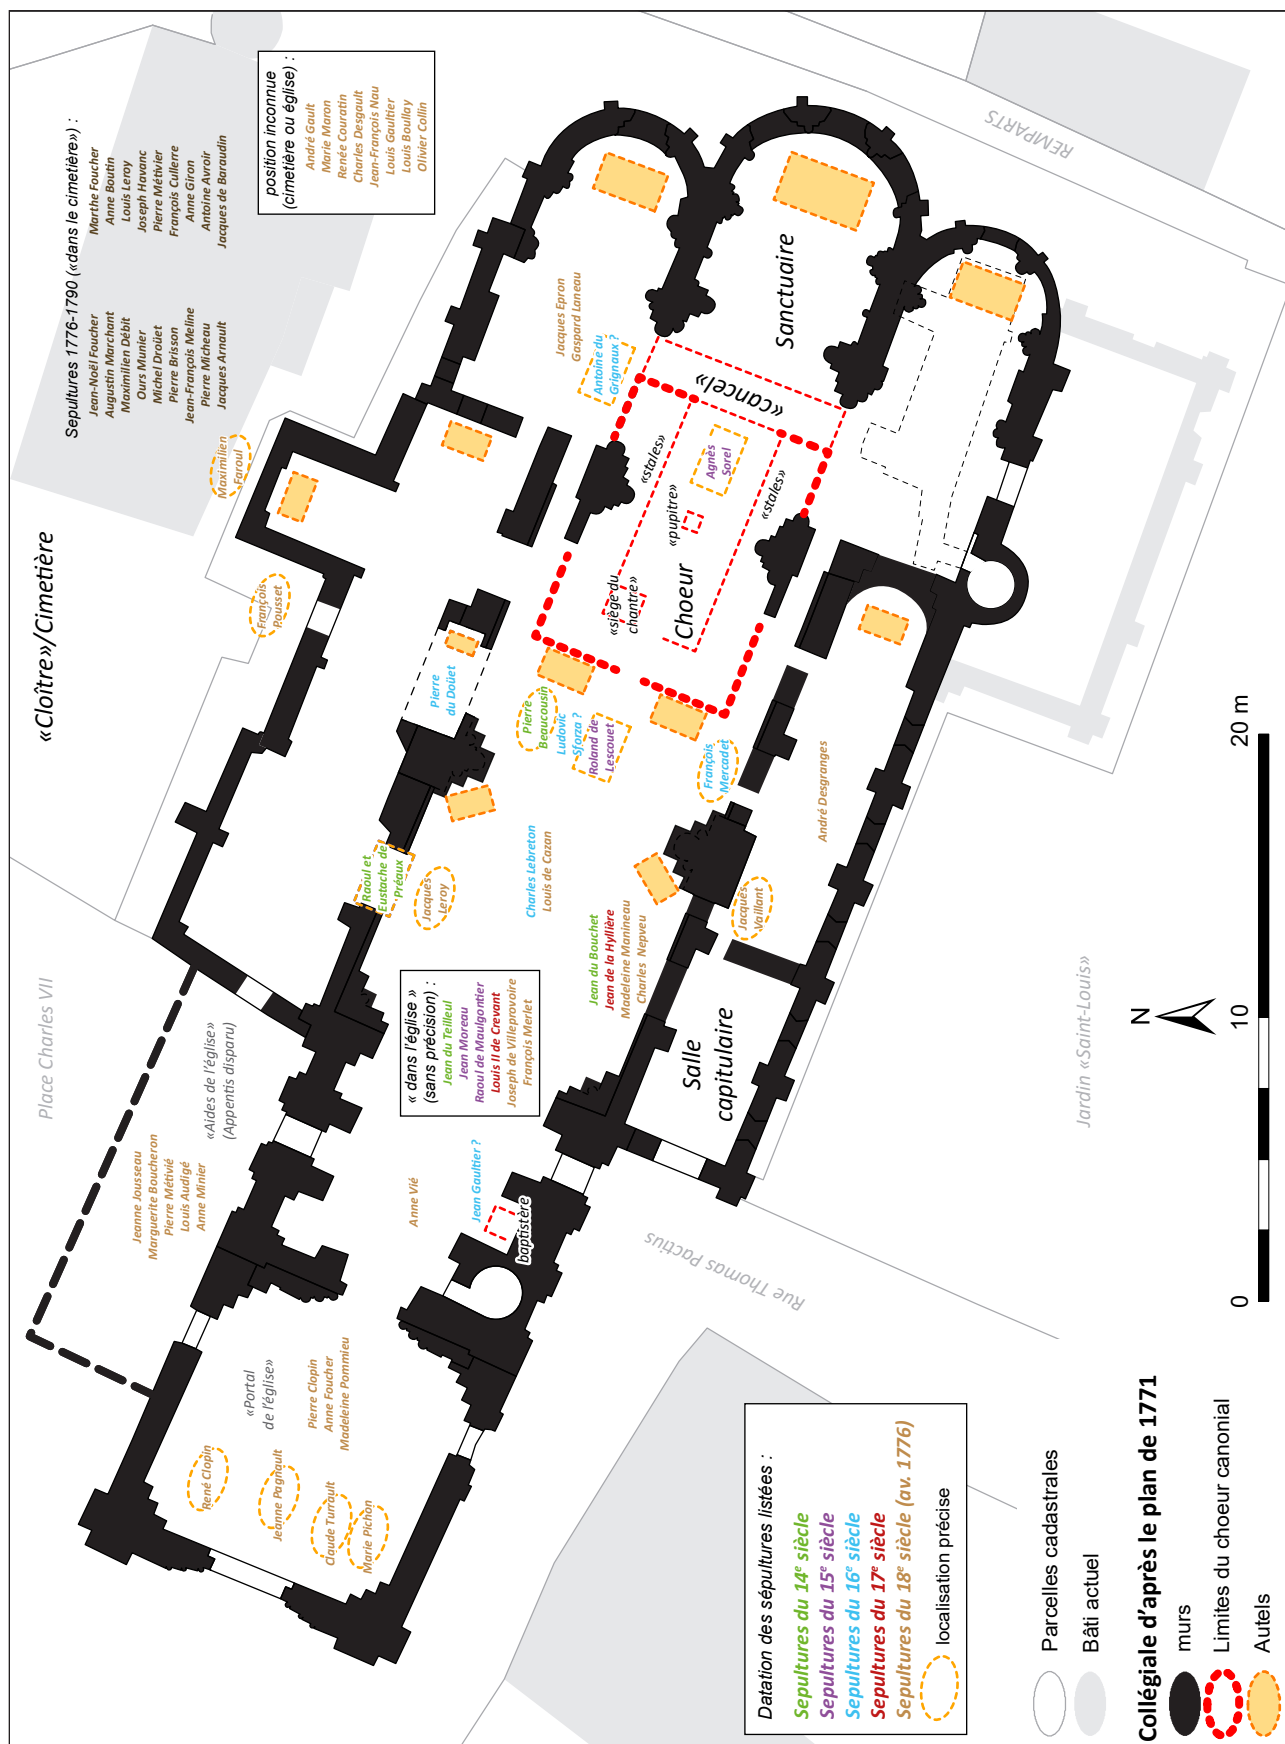 «Cloître»/Cimetière
Place Charles VII
Sepultures 1776-1790 («dans le cimetière») :
Jean-Noël Foucher
Augustin Marchant
Maximilien Débit
Ours Munier
Michel Droüet
Pierre Brisson
Jean-François Meline
Pierre Micheau
Jacques Arnault
Marthe Foucher
Anne Boutin
Louis Leroy
Joseph Havanc
Pierre Métivier
François Cullerre
Anne Giron
Antoine Avroir
Jacques de Baraudin
position inconnue
(cimetière ou église) :
André Gault
Marie Maron
Renée Couratin
Charles Desgault
Jean-François Nau
Louis Gaultier
Louis Boullay
Olivier Collin
Maximilien
Faroul
François
Pousset
Jeanne Jousseau
Marguerite Boucheron
Pierre Métivié
Louis Audigé
Anne Minier
«Aides de l'église»
(Appentis disparu)
«Portal
de l'église»
René Clopin
Jeanne Pagnault
Claude Turrault
Marie Pichon
Pierre Clopin
Anne Foucher
Madeleine Pommieu
Anne Vié
Jean Gaultier ?
baptistère
« dans l'église »
(sans précision) :
Jean du Teilleul
Jean Moreau
Raoul de Maulgontier
Louis II de Crevant
Joseph de Villeprovoire
François Merlet
Raoul et
Eustache de
Préaux
Jacques
Leroy
Charles Lebreton
Louis de Cazan
Jean du Bouchet
Jean de la Hyllière
Madeleine Manineau
Charles Nepveu
Pierre
du Doüet
Pierre
Beaucousin
Ludovic
Sforza ?
Roland de
Lescouet
François
Mercadet
Jacques Epron
Gaspard Laneau
Antoine du
Grignaux ?
«cancel»
«stales»
Agnès
Sorel
«pupitre»
«stales»
«siège du
chantre»
Choeur
Sanctuaire
André Desgranges
Jacques
Vaillant
Salle
capitulaire
REMPARTS
Rue Thomas Pactius
Jardin «Saint-Louis»
N
0
10
20 m
Datation des sépultures listées :
Sepultures du 14e siècle
Sepultures du 15e siècle
Sepultures du 16e siècle
Sepultures du 17e siècle
Sepultures du 18e siècle (av. 1776)
localisation précise
Parcelles cadastrales
Bâti actuel
Collégiale d'après le plan de 1771
murs
Limites du choeur canonial
Autels